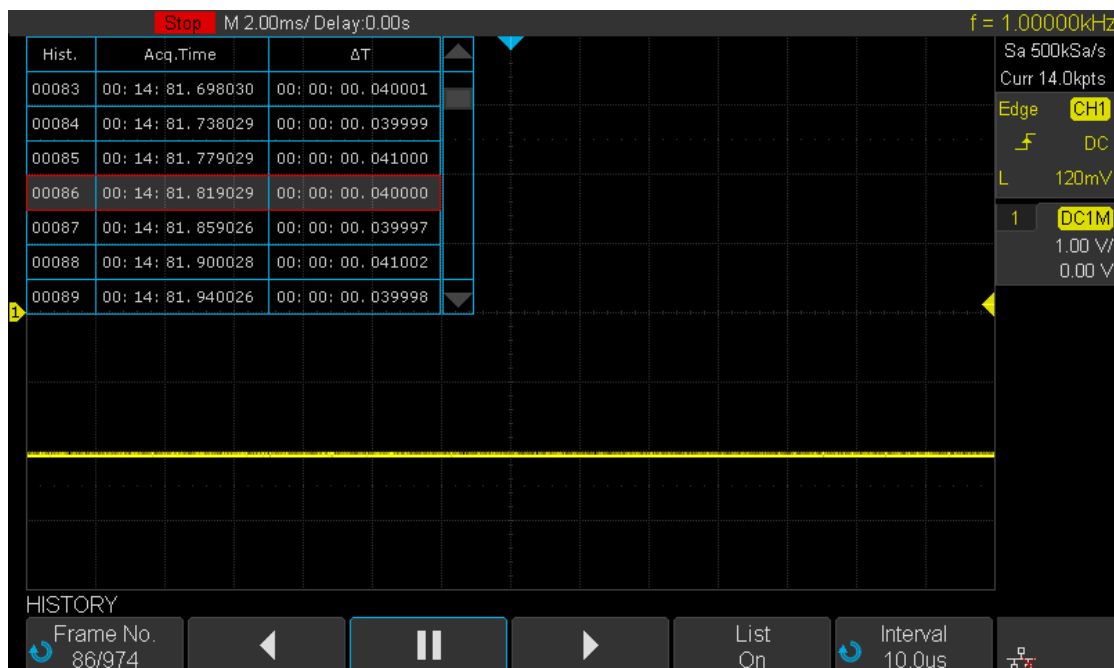 Stop M 2.00ms/ Delay:0.00s f = 1.00000kHz
Sa 500kSa/s
Curr 14.0kpts
Edge CH1
DC
L 120mV
1 DC1M
1.00 V/
0.00 V
Hist. Acq.Time ΔT
00083 00: 14: 81. 698030 00: 00: 00. 040001
00084 00: 14: 81. 738029 00: 00: 00. 039999
00085 00: 14: 81. 779029 00: 00: 00. 041000
00086 00: 14: 81. 819029 00: 00: 00. 040000
00087 00: 14: 81. 859026 00: 00: 00. 039997
00088 00: 14: 81. 900028 00: 00: 00. 041002
00089 00: 14: 81. 940026 00: 00: 00. 039998
1
HISTORY
Frame No. List Interval
86/974 On 10.0us